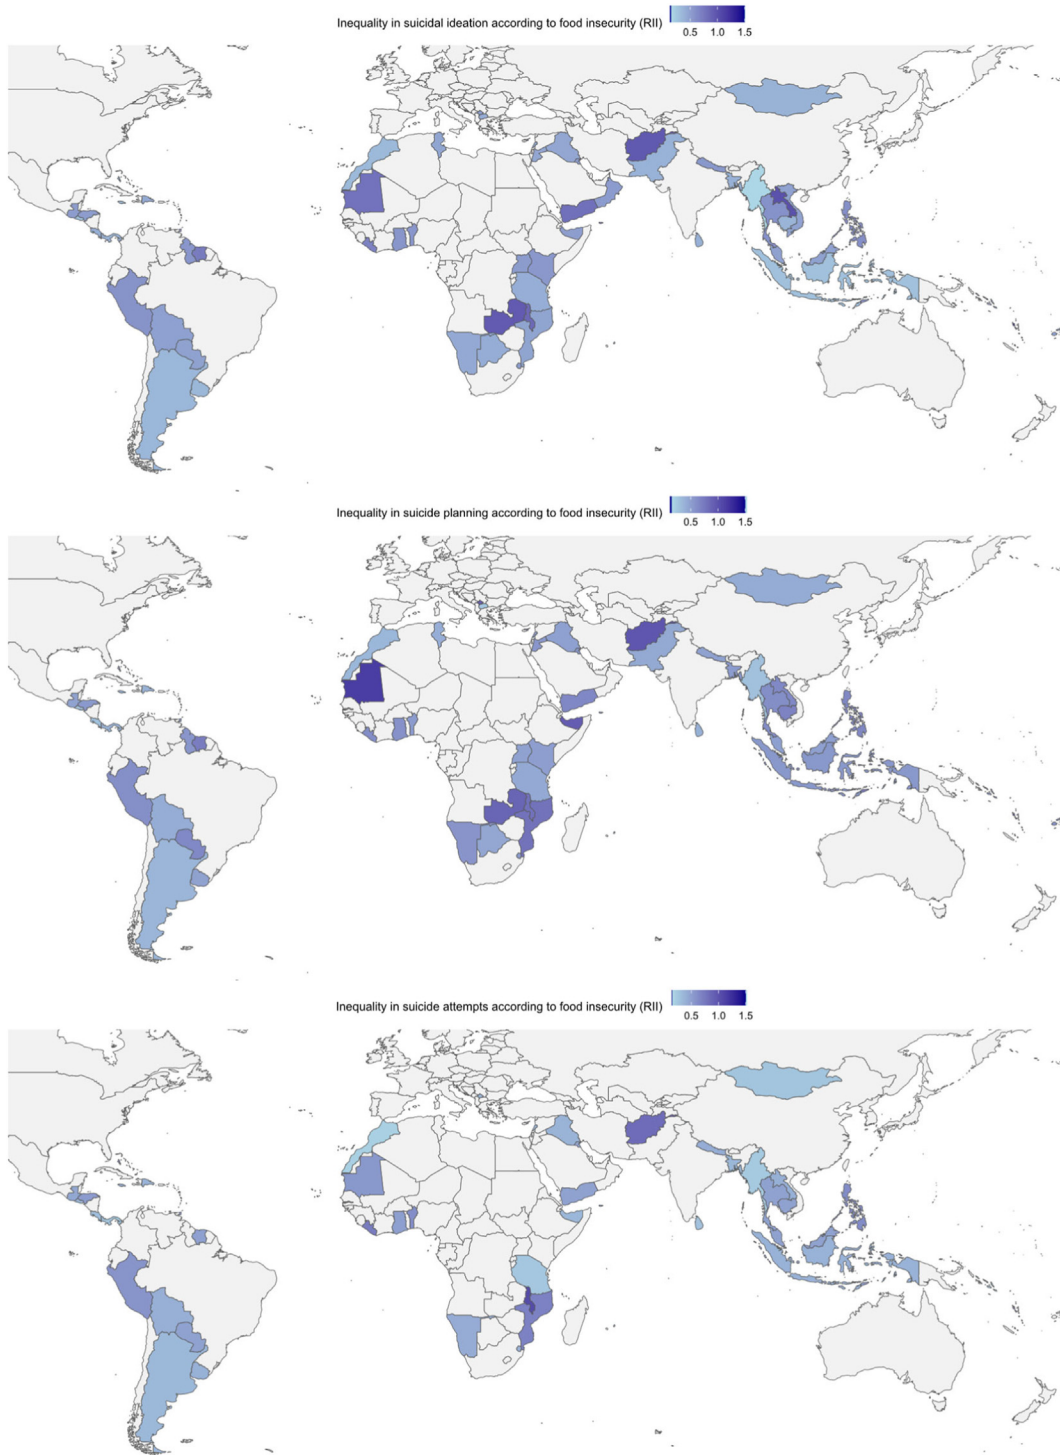 Inequality in suicidal ideation according to food insecurity (RII)
0.5 1.0 1.5
Inequality in suicide planning according to food insecurity (RII)
0.5 1.0 1.5
Inequality in suicide attempts according to food insecurity (RII)
0.5 1.0 1.5